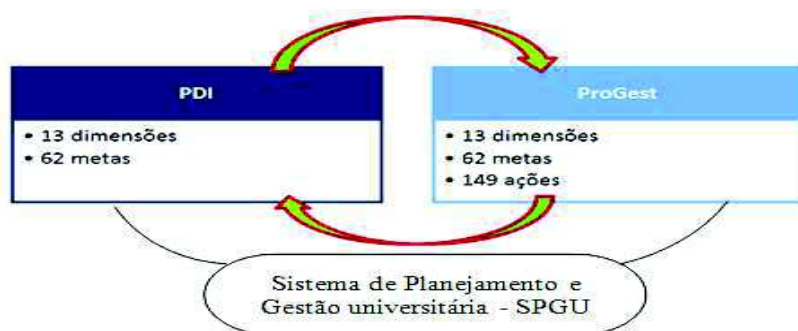 PDI
• 13 dimensões
• 62 metas
ProGest
• 13 dimensões
• 62 metas
• 149 ações
Sistema de Planejamento e
Gestão universitária - SPGU